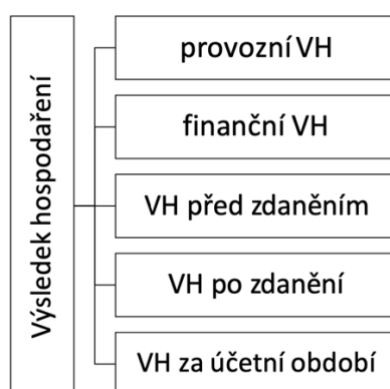 Výsledek hospodaření
provozní VH
finanční VH
VH před zdaněním
VH po zdanění
VH za účetní období